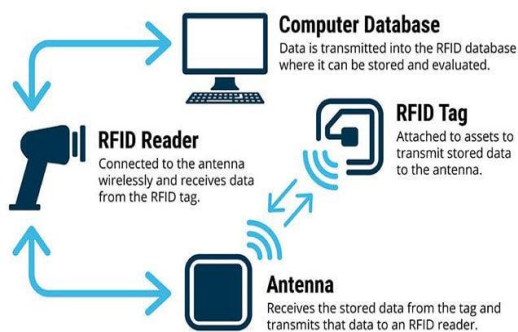 Computer Database
Data is transmitted into the RFID database
where it can be stored and evaluated.
RFID Tag
Attached to assets to
transmit stored data
to the antenna.
RFID Reader
Connected to the antenna
wirelessly and receives data
from the RFID tag.
Antenna
Receives the stored data from the tag and
transmits that data to an RFID reader.